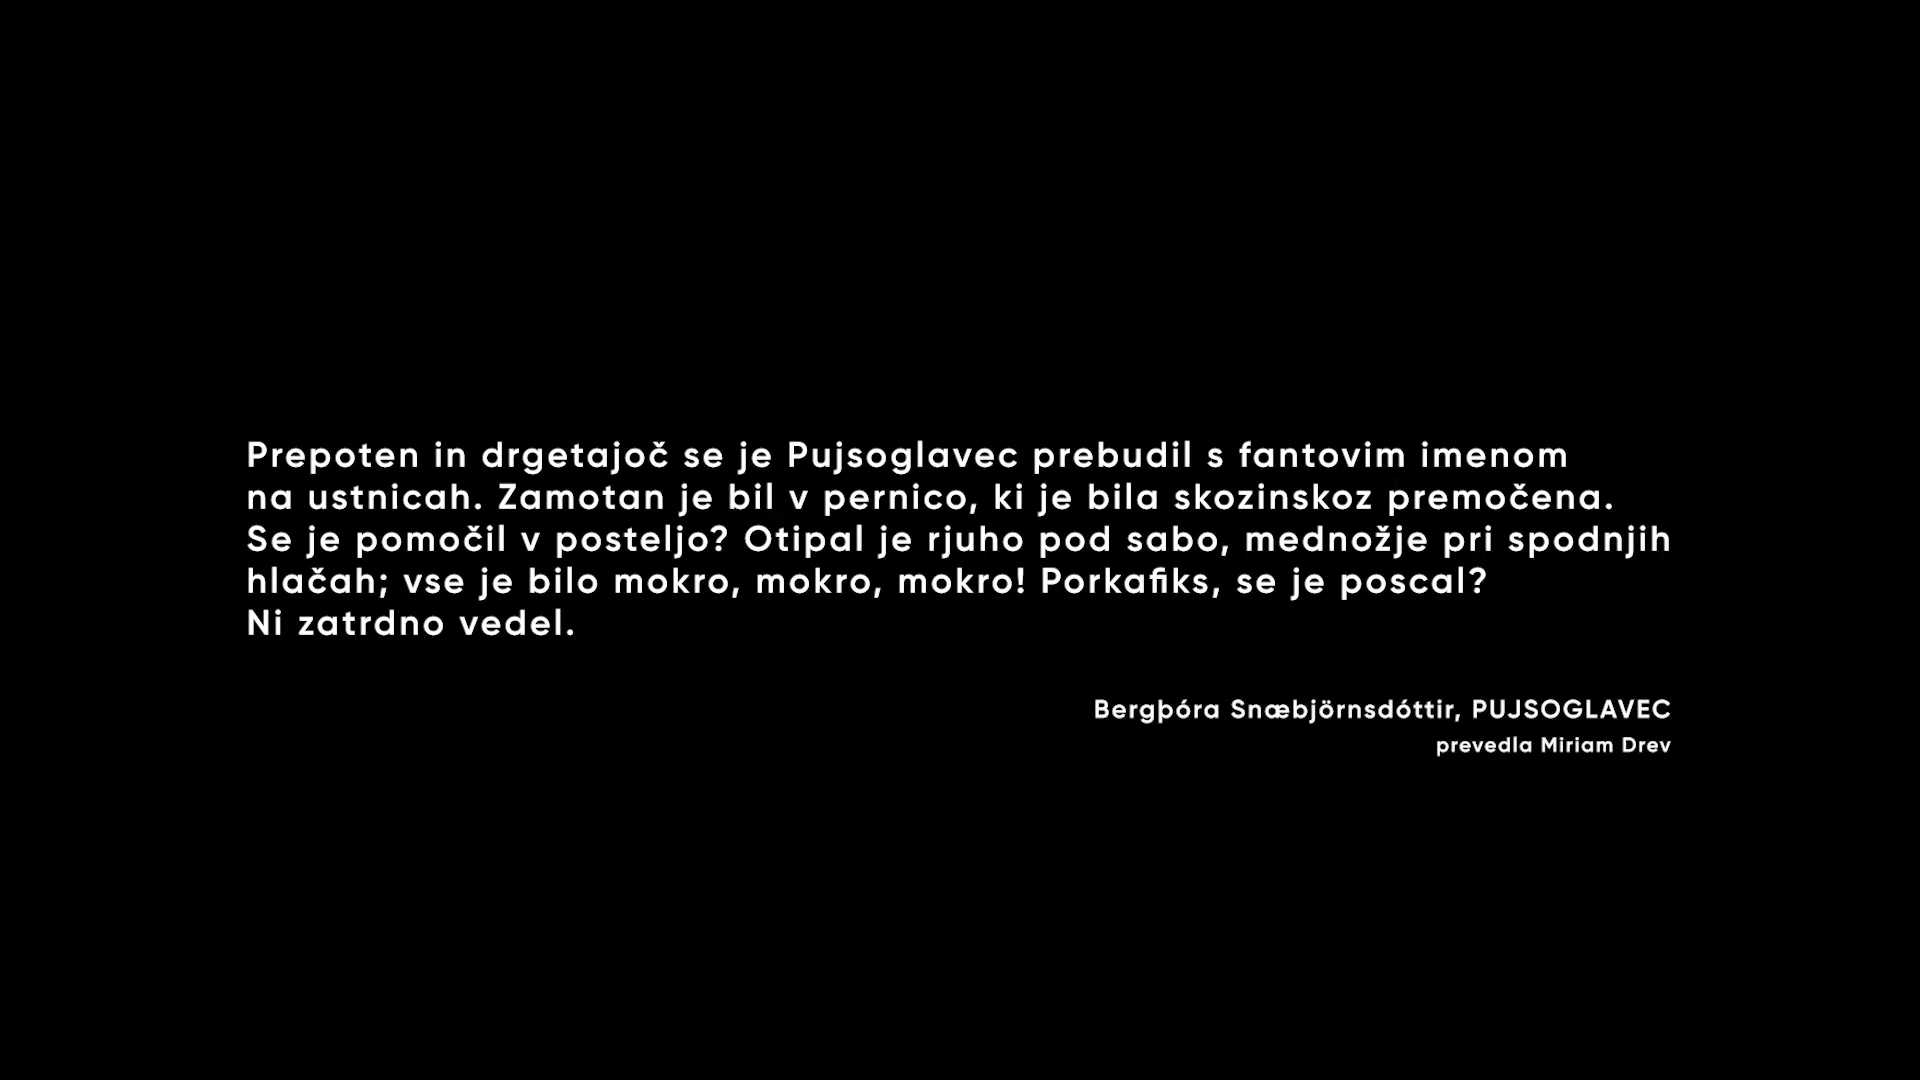 Prepoten in drgetajoč se je Pujsoglavec prebudil s fantovim imenom
na ustnicah. Zamotan je bil v pernico, ki je bila skozinskoz premočena.
Se je pomočil v posteljo? Otipal je rjuho pod sabo, mednožje pri spodnjih
hlačah; vse je bilo mokro, mokro, mokro! Porkafiks, se je poscal?
Ni zatrdno vedel.
Bergþóra Snæbjörnsdóttir, PUJSOGLAVEC
prevedla Miriam Drev